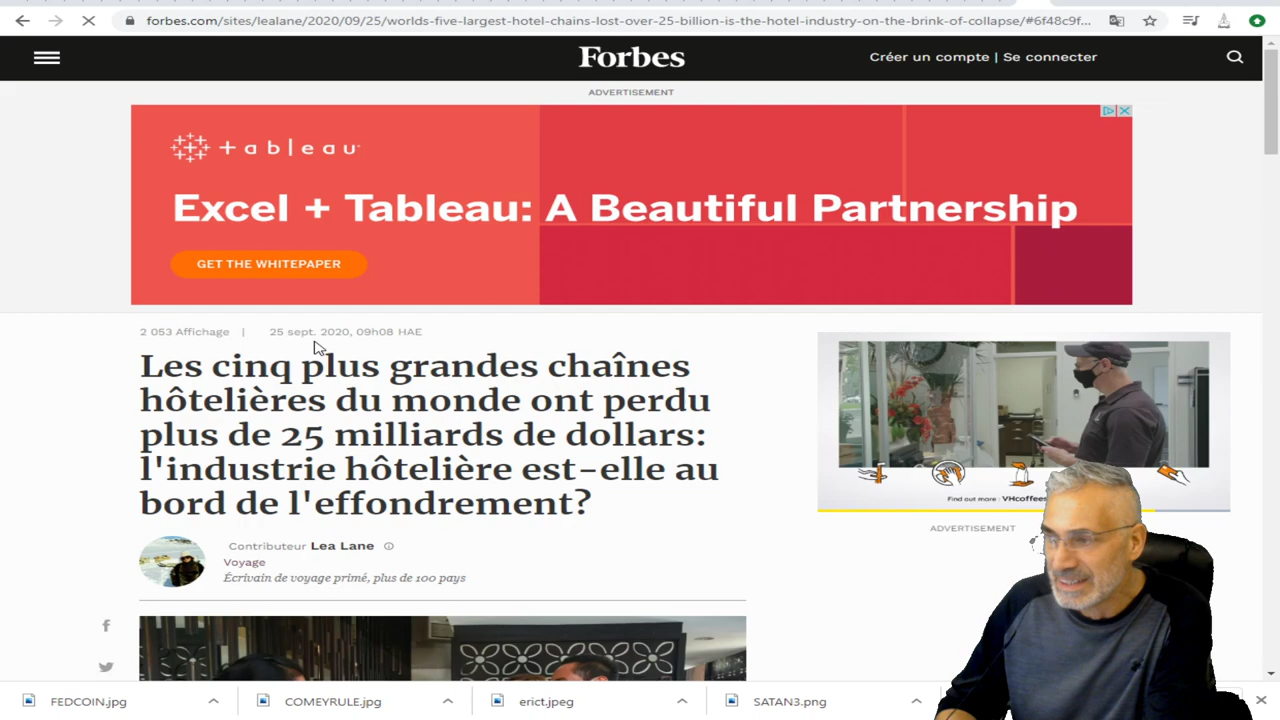 forbes.com/sites/lealane/2020/09/25/worlds-five-largest-hotel-chains-lost-over-25-billion-is-the-hotel-industry-on-the-brink-of-collapse/#6f48c9f...
Forbes
Créer un compte | Se connecter
ADVERTISEMENT
+ a b | e a u
Excel + Tableau: A Beautiful Partnership
GET THE WHITEPAPER
2 053 Affichage | 25 sept. 2020, 09h08 HAE
Les cinq plus grandes chaînes
hôtelières du monde ont perdu
plus de 25 milliards de dollars:
l'industrie hôtelière est-elle au
bord de l'effondrement?
Find out more : VHcoffees
ADVERTISEMENT
Contributeur Lea Lane
Voyage
Écrivain de voyage primé, plus de 100 pays
FEDCOIN.jpg
COMEYRULE.jpg
erict.jpeg
SATAN3.png